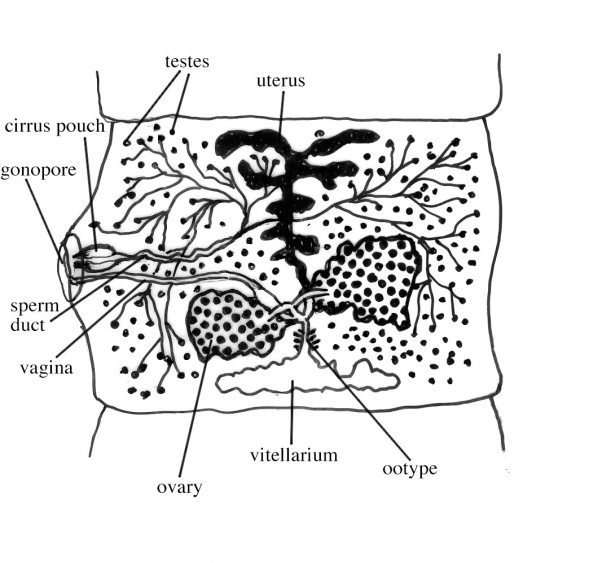 testes
uterus
cirrus pouch
gonopore
sperm
duct
vagina
vitellarium
ootype
ovary